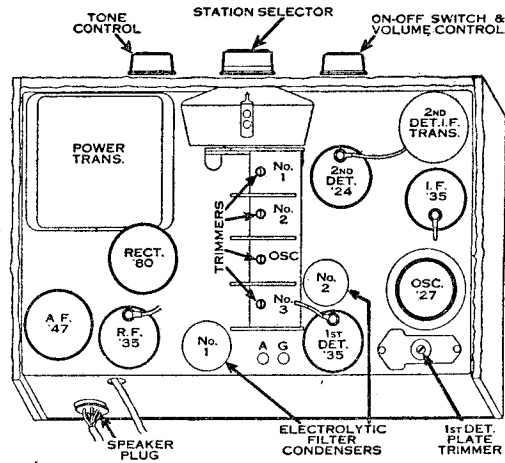 TONE
CONTROL
STATION SELECTOR
ON-OFF SWITCH &
VOLUME CONTROL
POWER
TRANS.
2ND
DET. I.F.
TRANS.
2ND
DET.
'24
I.F.
'35
No.
1
No.
2
OSC
No.
3
TRIMMERS
RECT.
'80
No.
2
OSC.
'27
A.F.
'47
R.F.
'35
No.
1
A G
1ST
DET.
'35
SPEAKER
PLUG
ELECTROLYTIC
FILTER
CONDENSERS
1ST DET.
PLATE
TRIMMER